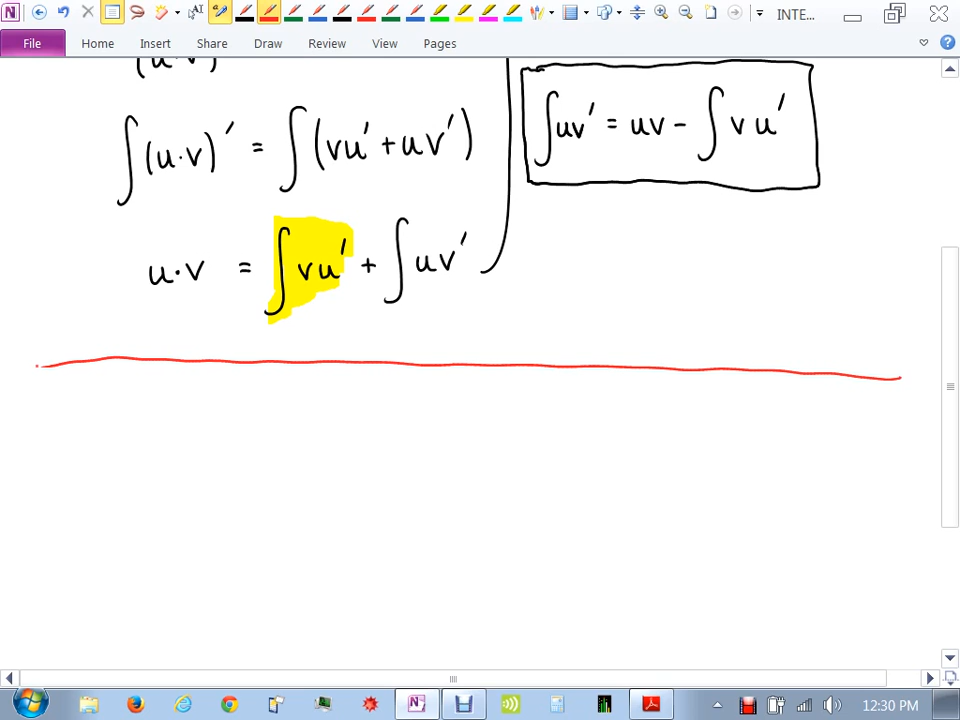 INTE...
File Home Insert Share Draw Review View Pages
(u·v)
∫(u·v)' = ∫(vu' + uv')
u·v = ∫vu' + ∫uv'
∫uv' = uv - ∫vu'
12:30 PM